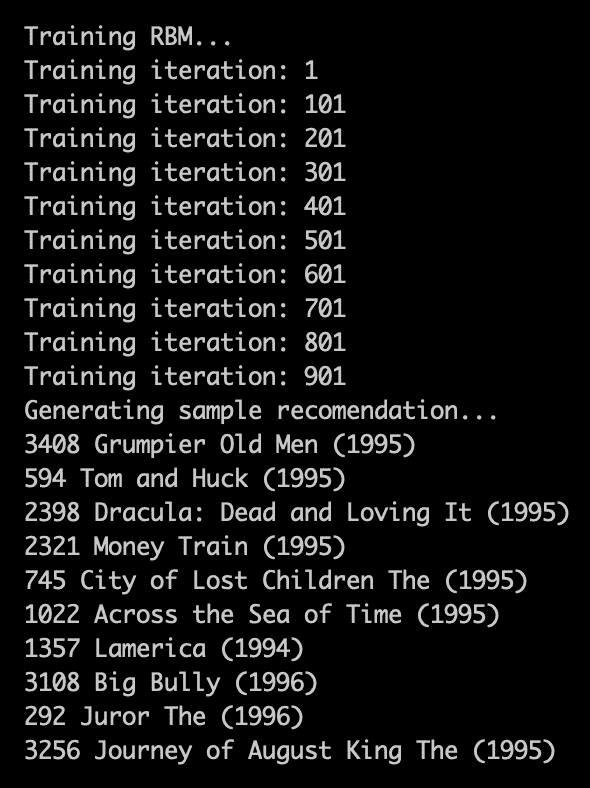 Training RBM...
Training iteration: 1
Training iteration: 101
Training iteration: 201
Training iteration: 301
Training iteration: 401
Training iteration: 501
Training iteration: 601
Training iteration: 701
Training iteration: 801
Training iteration: 901
Generating sample recomendation...
3408 Grumpier Old Men (1995)
594 Tom and Huck (1995)
2398 Dracula: Dead and Loving It (1995)
2321 Money Train (1995)
745 City of Lost Children The (1995)
1022 Across the Sea of Time (1995)
1357 Lamerica (1994)
3108 Big Bully (1996)
292 Juror The (1996)
3256 Journey of August King The (1995)